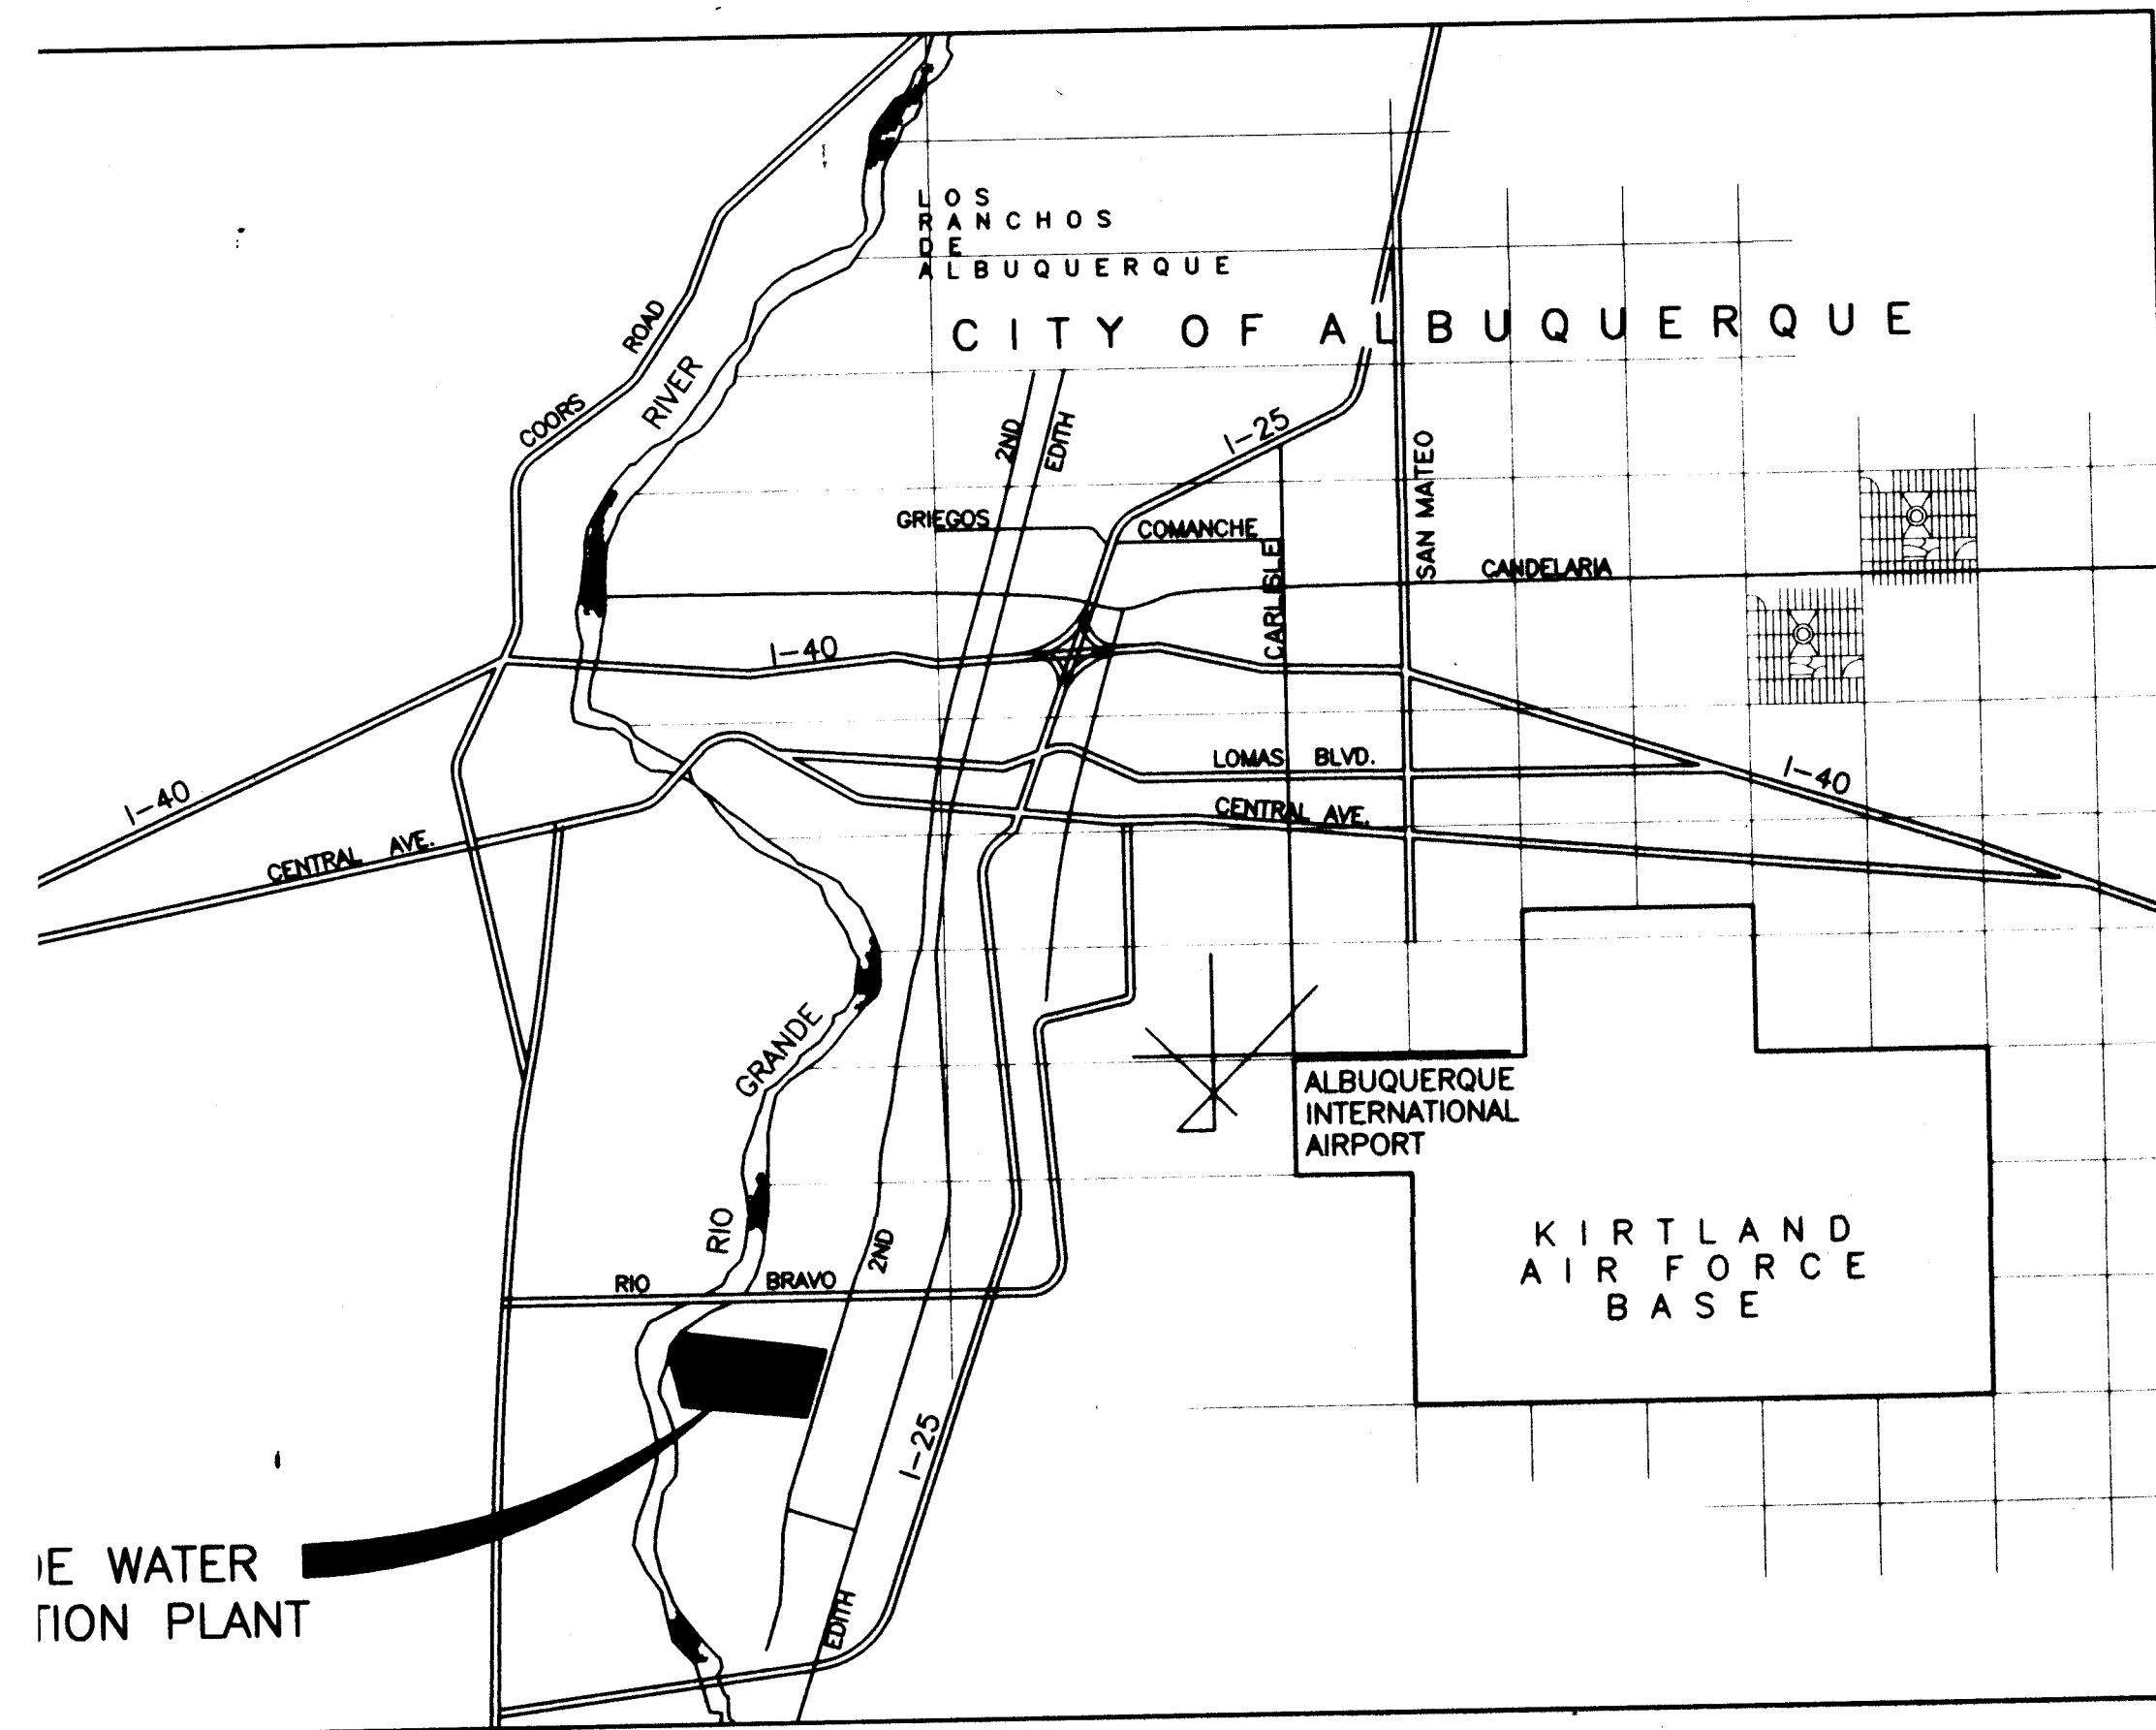 LOS
RANCHOS
DE
ALBUQUERQUE
CITY OF ALBUQUERQUE
ROAD
COORS
RIVER
2ND
EDITH
I-25
SAN MATEO
GRIEGOS
COMANCHE
CARLISLE
CANDELARIA
I-40
LOMAS BLVD.
I-40
I-40
CENTRAL AVE.
CENTRAL AVE.
GRANDE
ALBUQUERQUE
INTERNATIONAL
AIRPORT
RIO
2ND
KIRTLAND
AIR FORCE
BASE
RIO BRAVO
I-25
WATER
PLANT
EDITH